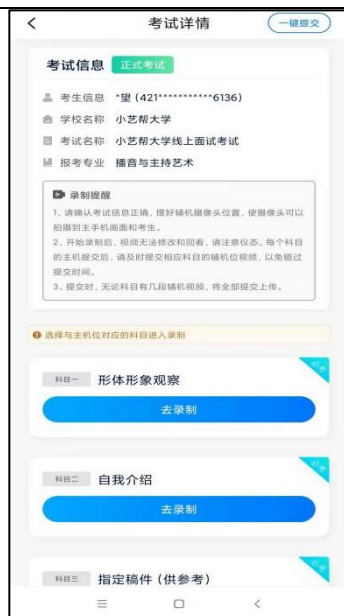 考试详情
一键提交
考试信息 正式考试
考生信息 *望 (421***********6136)
学校名称 小艺帮大学
考试名称 小艺帮大学线上面试考试
报考专业 播音与主持艺术
录制提醒
1、请确认考试信息正确，摆好辅机摄像头位置，使摄像头可以
拍摄到主手机画面和考生。
2、开始录制后，视频无法修改和回看，请注意仪态。每个科目
的主机提交后，请及时提交相应科目的辅机位视频，以免错过
提交时间。
3、提交时，无论科目有几段辅机视频，将全部提交上传。
选择与主机位对应的科目进入录制
必考
科目一 形体形象观察
去录制
必考
科目二 自我介绍
去录制
必考
科目三 指定稿件 (供参考)